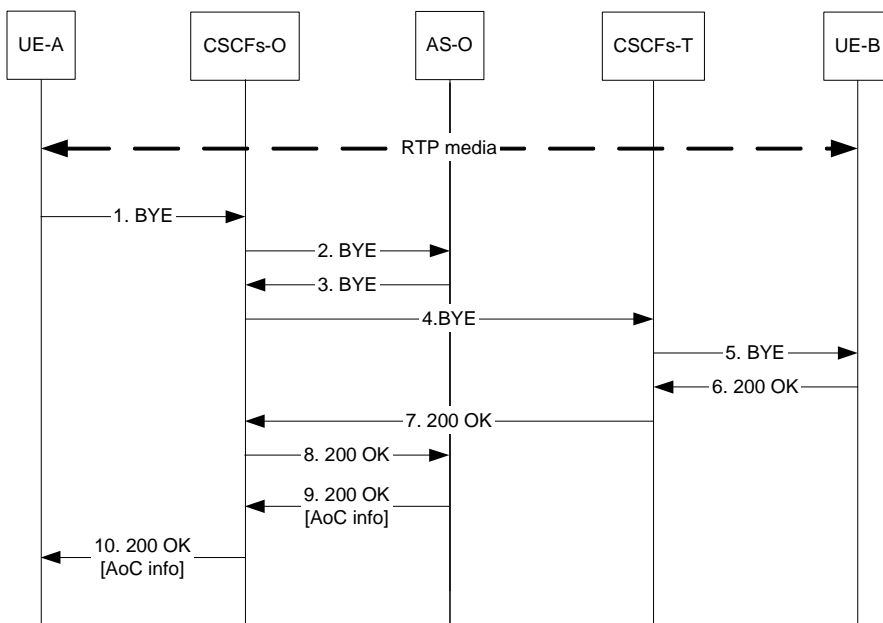 UE-A
CSCFs-O
AS-O
CSCFs-T
UE-B
RTP media
1. BYE
2. BYE
3. BYE
4.BYE
5. BYE
6. 200 OK
7. 200 OK
8. 200 OK
9. 200 OK
[AoC info]
10. 200 OK
[AoC info]